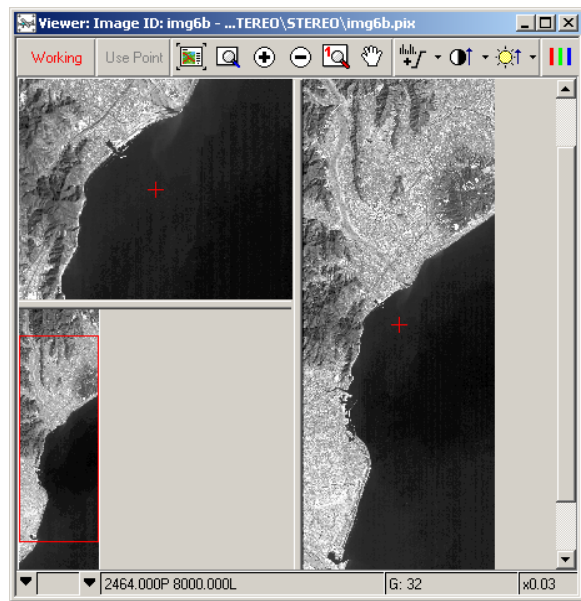 Viewer: Image ID: img6b - ...TEREO\STEREO\img6b.pix
Working Use Point
2464.000P 8000.000L G: 32 x0.03